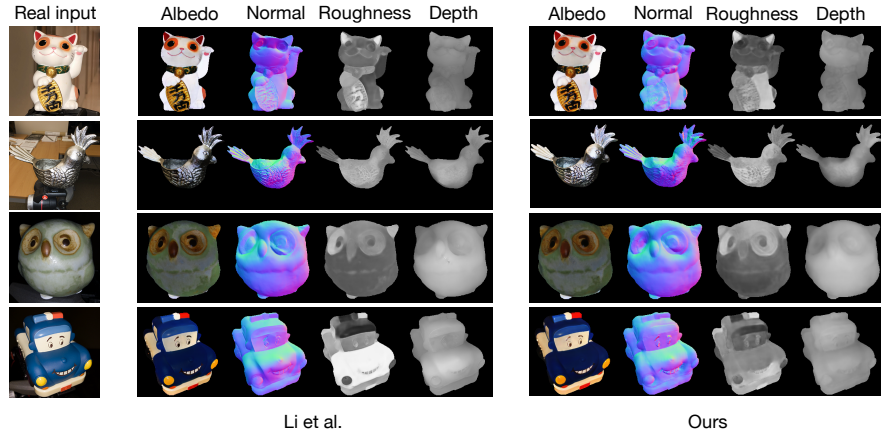 Real input
Albedo Normal Roughness Depth
Albedo Normal Roughness Depth
Li et al.
Ours